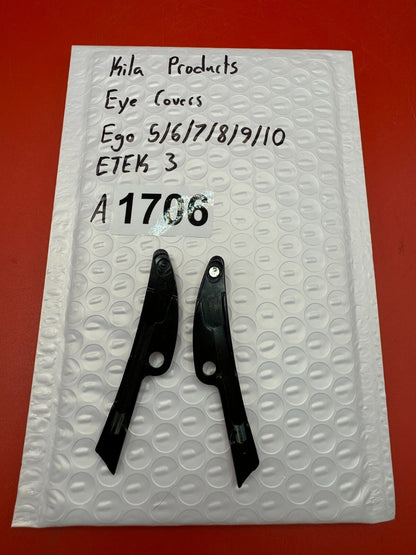 Kila Products
Eye Covers
Ego 5/6/7/8/9/10
ETEK 3
A 1706